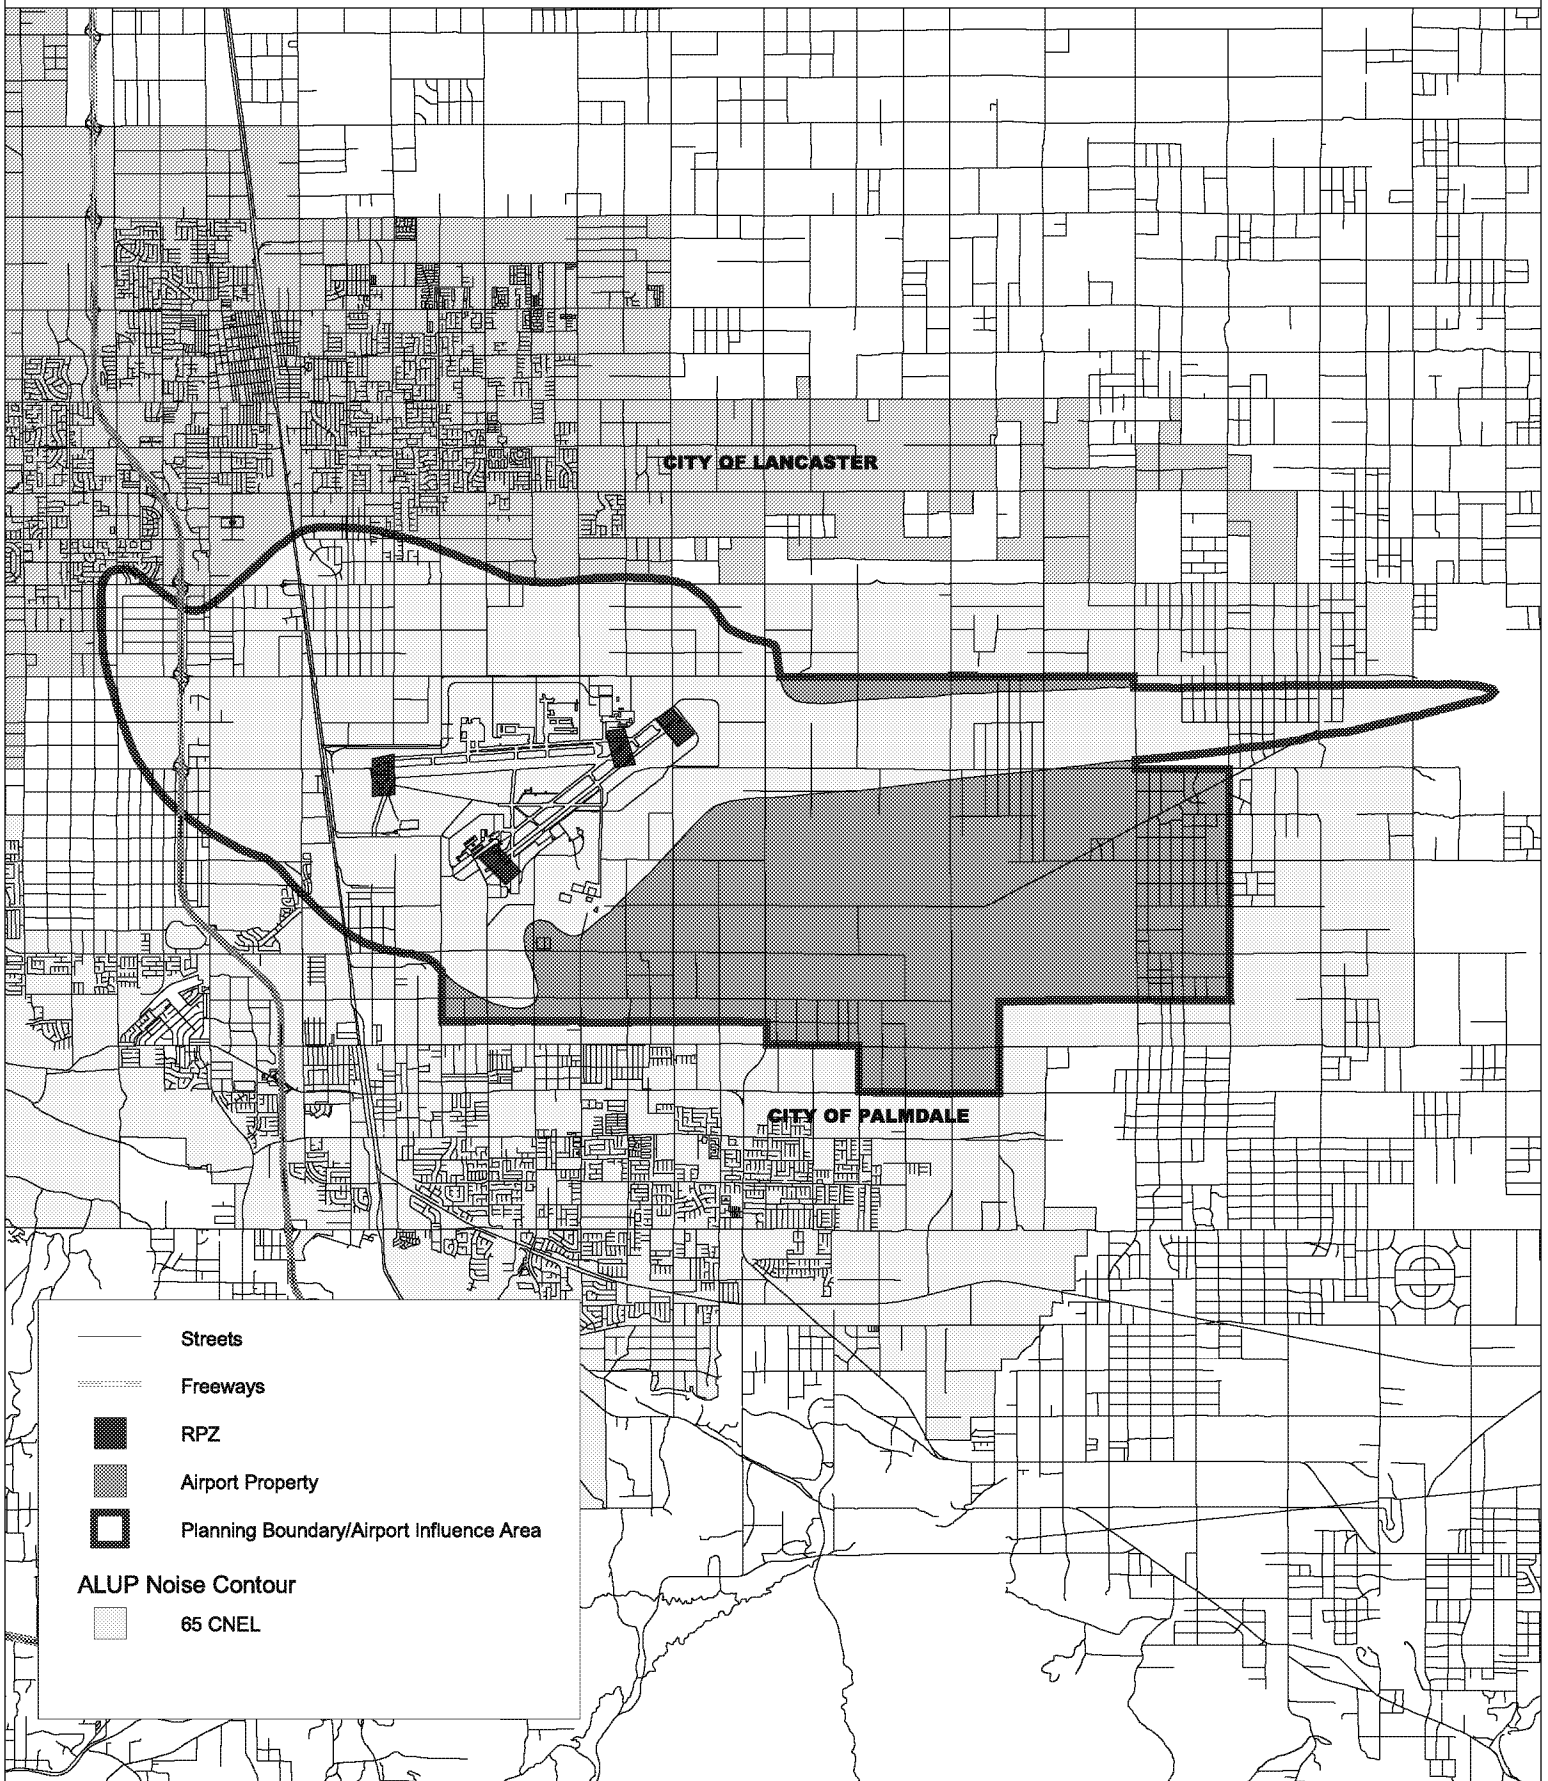 CITY OF LANCASTER
CITY OF PALMDALE
Streets
Freeways
RPZ
Airport Property
Planning Boundary/Airport Influence Area
ALUP Noise Contour
65 CNEL